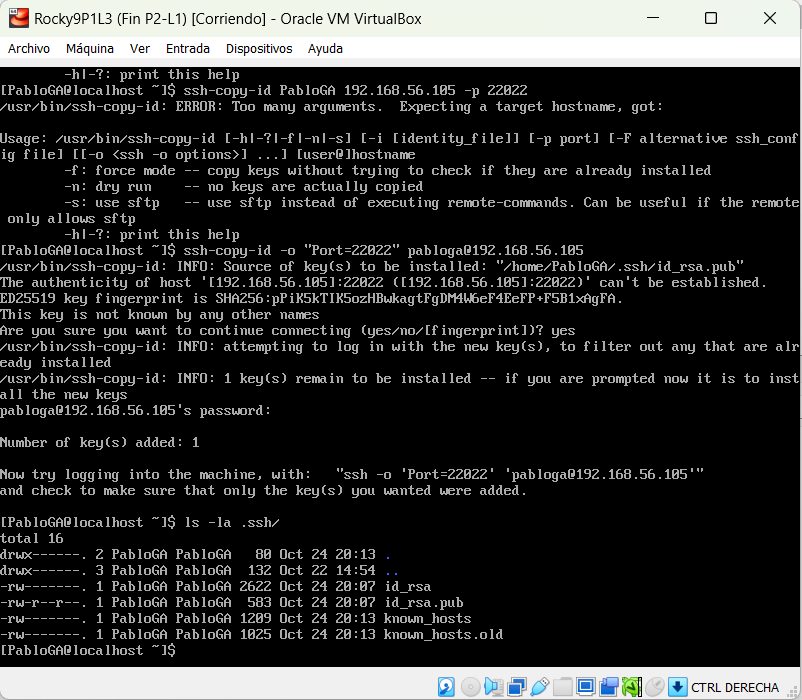 Rocky9P1L3 (Fin P2-L1) [Corriendo] - Oracle VM VirtualBox
Archivo Máquina Ver Entrada Dispositivos Ayuda
-h|-?: print this help
[PabloGA@localhost ~]$ ssh-copy-id PabloGA 192.168.56.105 -p 22022
/usr/bin/ssh-copy-id: ERROR: Too many arguments.  Expecting a target hostname, got:
Usage: /usr/bin/ssh-copy-id [-h|-?|-f|-n|-s] [-i [identity_file]] [-p port] [-F alternative ssh_conf
ig file] [[-o <ssh -o options>] ...] [user@]hostname
-f: force mode -- copy keys without trying to check if they are already installed
-n: dry run    -- no keys are actually copied
-s: use sftp   -- use sftp instead of executing remote-commands. Can be useful if the remote
only allows sftp
-h|-?: print this help
[PabloGA@localhost ~]$ ssh-copy-id -o "Port=22022" pabloga@192.168.56.105
/usr/bin/ssh-copy-id: INFO: Source of key(s) to be installed: "/home/PabloGA/.ssh/id_rsa.pub"
The authenticity of host '[192.168.56.105]:22022 ([192.168.56.105]:22022)' can't be established.
ED25519 key fingerprint is SHA256:pPiK5kTIK5ozHBwkagtFgDM4W6eF4EeFP+F5B1xAgFA.
This key is not known by any other names
Are you sure you want to continue connecting (yes/no/[fingerprint])? yes
/usr/bin/ssh-copy-id: INFO: attempting to log in with the new key(s), to filter out any that are alr
eady installed
/usr/bin/ssh-copy-id: INFO: 1 key(s) remain to be installed -- if you are prompted now it is to inst
all the new keys
pabloga@192.168.56.105's password:
Number of key(s) added: 1
Now try logging into the machine, with:   "ssh -o 'Port=22022' 'pabloga@192.168.56.105'"
and check to make sure that only the key(s) you wanted were added.
[PabloGA@localhost ~]$ ls -la .ssh/
total 16
drwx------. 2 PabloGA PabloGA   80 Oct 24 20:13 .
drwx------. 3 PabloGA PabloGA  132 Oct 22 14:54 ..
-rw-------. 1 PabloGA PabloGA 2622 Oct 24 20:07 id_rsa
-rw-r--r--. 1 PabloGA PabloGA  583 Oct 24 20:07 id_rsa.pub
-rw-------. 1 PabloGA PabloGA 1209 Oct 24 20:13 known_hosts
-rw-------. 1 PabloGA PabloGA 1025 Oct 24 20:13 known_hosts.old
[PabloGA@localhost ~]$
CTRL DERECHA